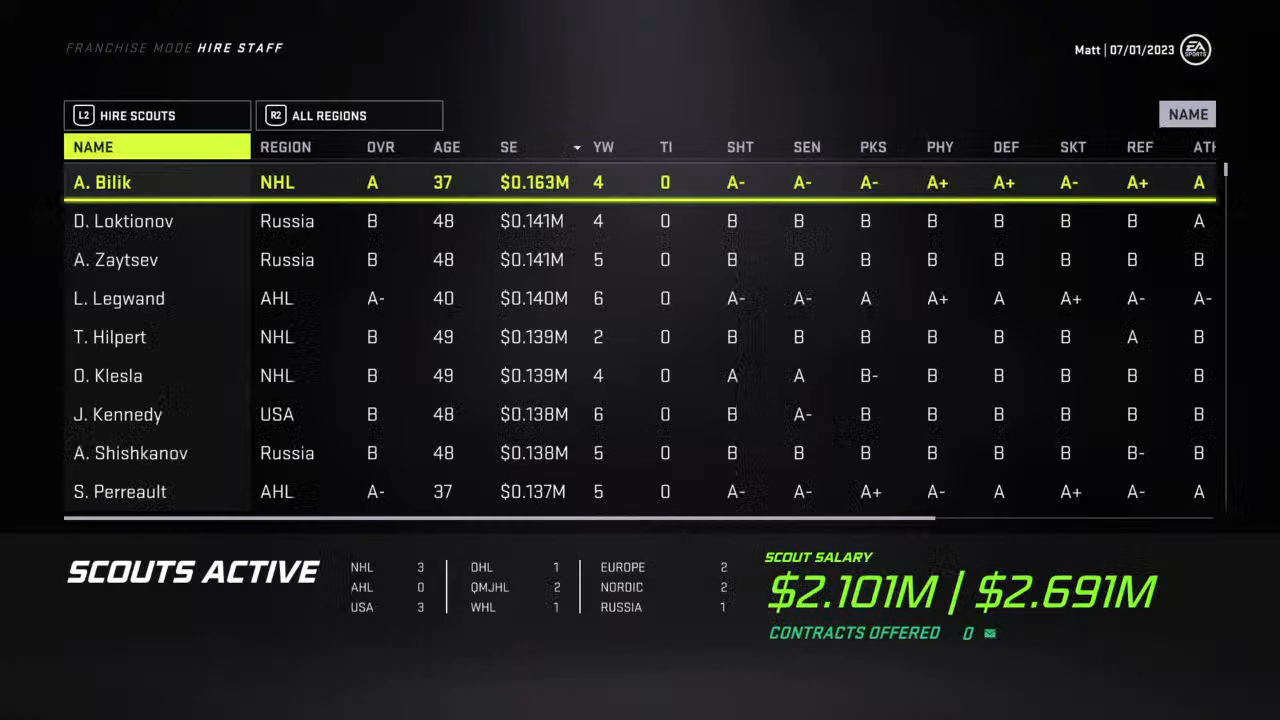 FRANCHISE MODE HIRE STAFF
Matt | 07/01/2023 EA SPORTS
L2 HIRE SCOUTS R2 ALL REGIONS NAME
NAME REGION OVR AGE SE YW TI SHT SEN PKS PHY DEF SKT REF ATH
A. Bilik NHL A 37 $0.163M 4 0 A- A- A- A+ A+ A- A+ A
D. Loktionov Russia B 48 $0.141M 4 0 B B B B B B B A
A. Zaytsev Russia B 48 $0.141M 5 0 B B B B B B B B
L. Legwand AHL A- 40 $0.140M 6 0 A- A- A A+ A A+ A- A-
T. Hilpert NHL B 49 $0.139M 2 0 B B B B B B A B
O. Klesla NHL B 49 $0.139M 4 0 A A B- B B B B B
J. Kennedy USA B 48 $0.138M 6 0 B A- B B B B B B
A. Shishkanov Russia B 48 $0.138M 5 0 B B B B B B B- B
S. Perreault AHL A- 37 $0.137M 5 0 A- A- A+ A- A A+ A- A
SCOUTS ACTIVE
NHL 3 OHL 1 EUROPE 2
AHL 0 QMJHL 2 NORDIC 2
USA 3 WHL 1 RUSSIA 1
SCOUT SALARY
$2.101M | $2.691M
CONTRACTS OFFERED 0